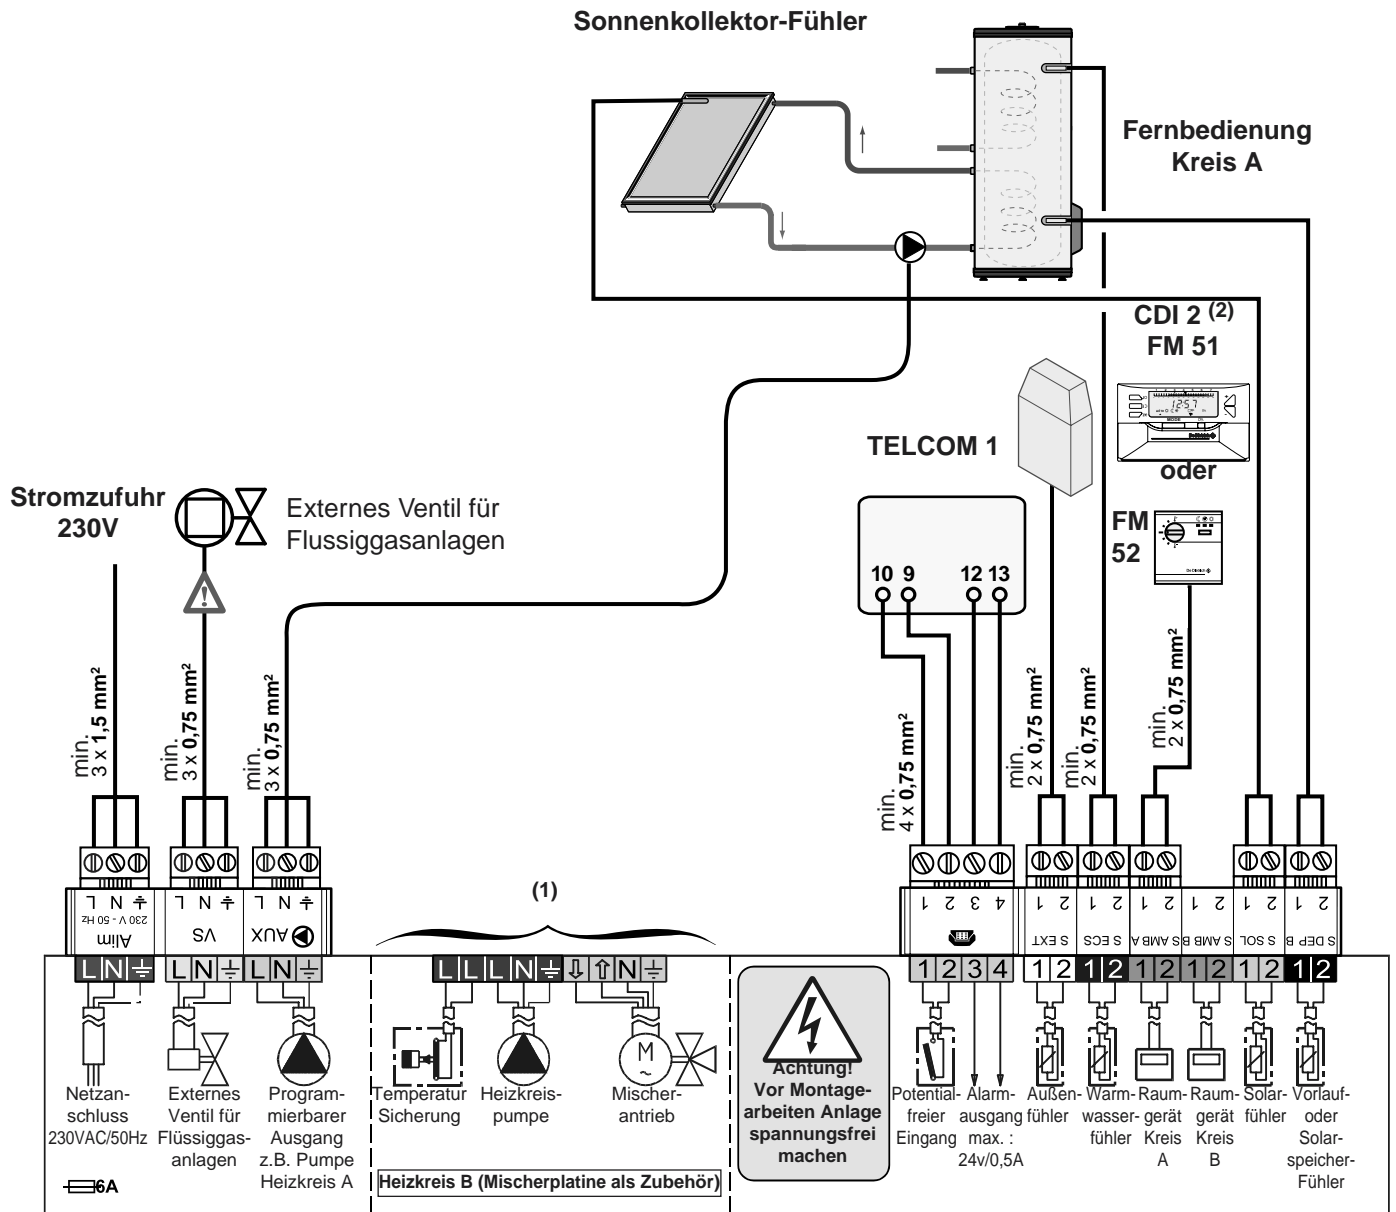 Sonnenkollektor-Fühler
Fernbedienung
Kreis A
CDI 2 (2)
FM 51
12:57
MODE
TELCOM 1
oder
FM
52
Stromzufuhr
230V
Externes Ventil für
Flussiggasanlagen
10 9 12 13
min.
3 x 1,5 mm²
min.
3 x 0,75 mm²
min.
3 x 0,75 mm²
min.
4 x 0,75 mm²
min.
2 x 0,75 mm²
min.
2 x 0,75 mm²
min.
2 x 0,75 mm²
(1)
L N
230 V - 50 Hz
Alim
L N
VS
L N
AUX
1 2 3 4
1 2
S EXT
1 2
S ECS
1 2
S AMB A
1 2
S AMB B
1 2
S SOL
1 2
S DEP B
L N L N L N
L L L N N
1 2 3 4 1 2 1 2 1 2 1 2 1 2 1 2
M
~
Netzan-
schluss
230VAC/50Hz
6A
Externes
Ventil für
Flüssiggas-
anlagen
Program-
mierbarer
Ausgang
z.B. Pumpe
Heizkreis A
Temperatur
Sicherung
Heizkreis-
pumpe
Mischer-
antrieb
Heizkreis B (Mischerplatine als Zubehör)
Achtung!
Vor Montage-
arbeiten Anlage
spannungsfrei
machen
Potential-
freier
Eingang
Alarm-
ausgang
max. :
24v/0,5A
Außen-
fühler
Warm-
wasser-
fühler
Raum-
gerät
Kreis
A
Raum-
gerät
Kreis
B
Solar-
fühler
Vorlauf-
oder
Solar-
speicher-
Fühler